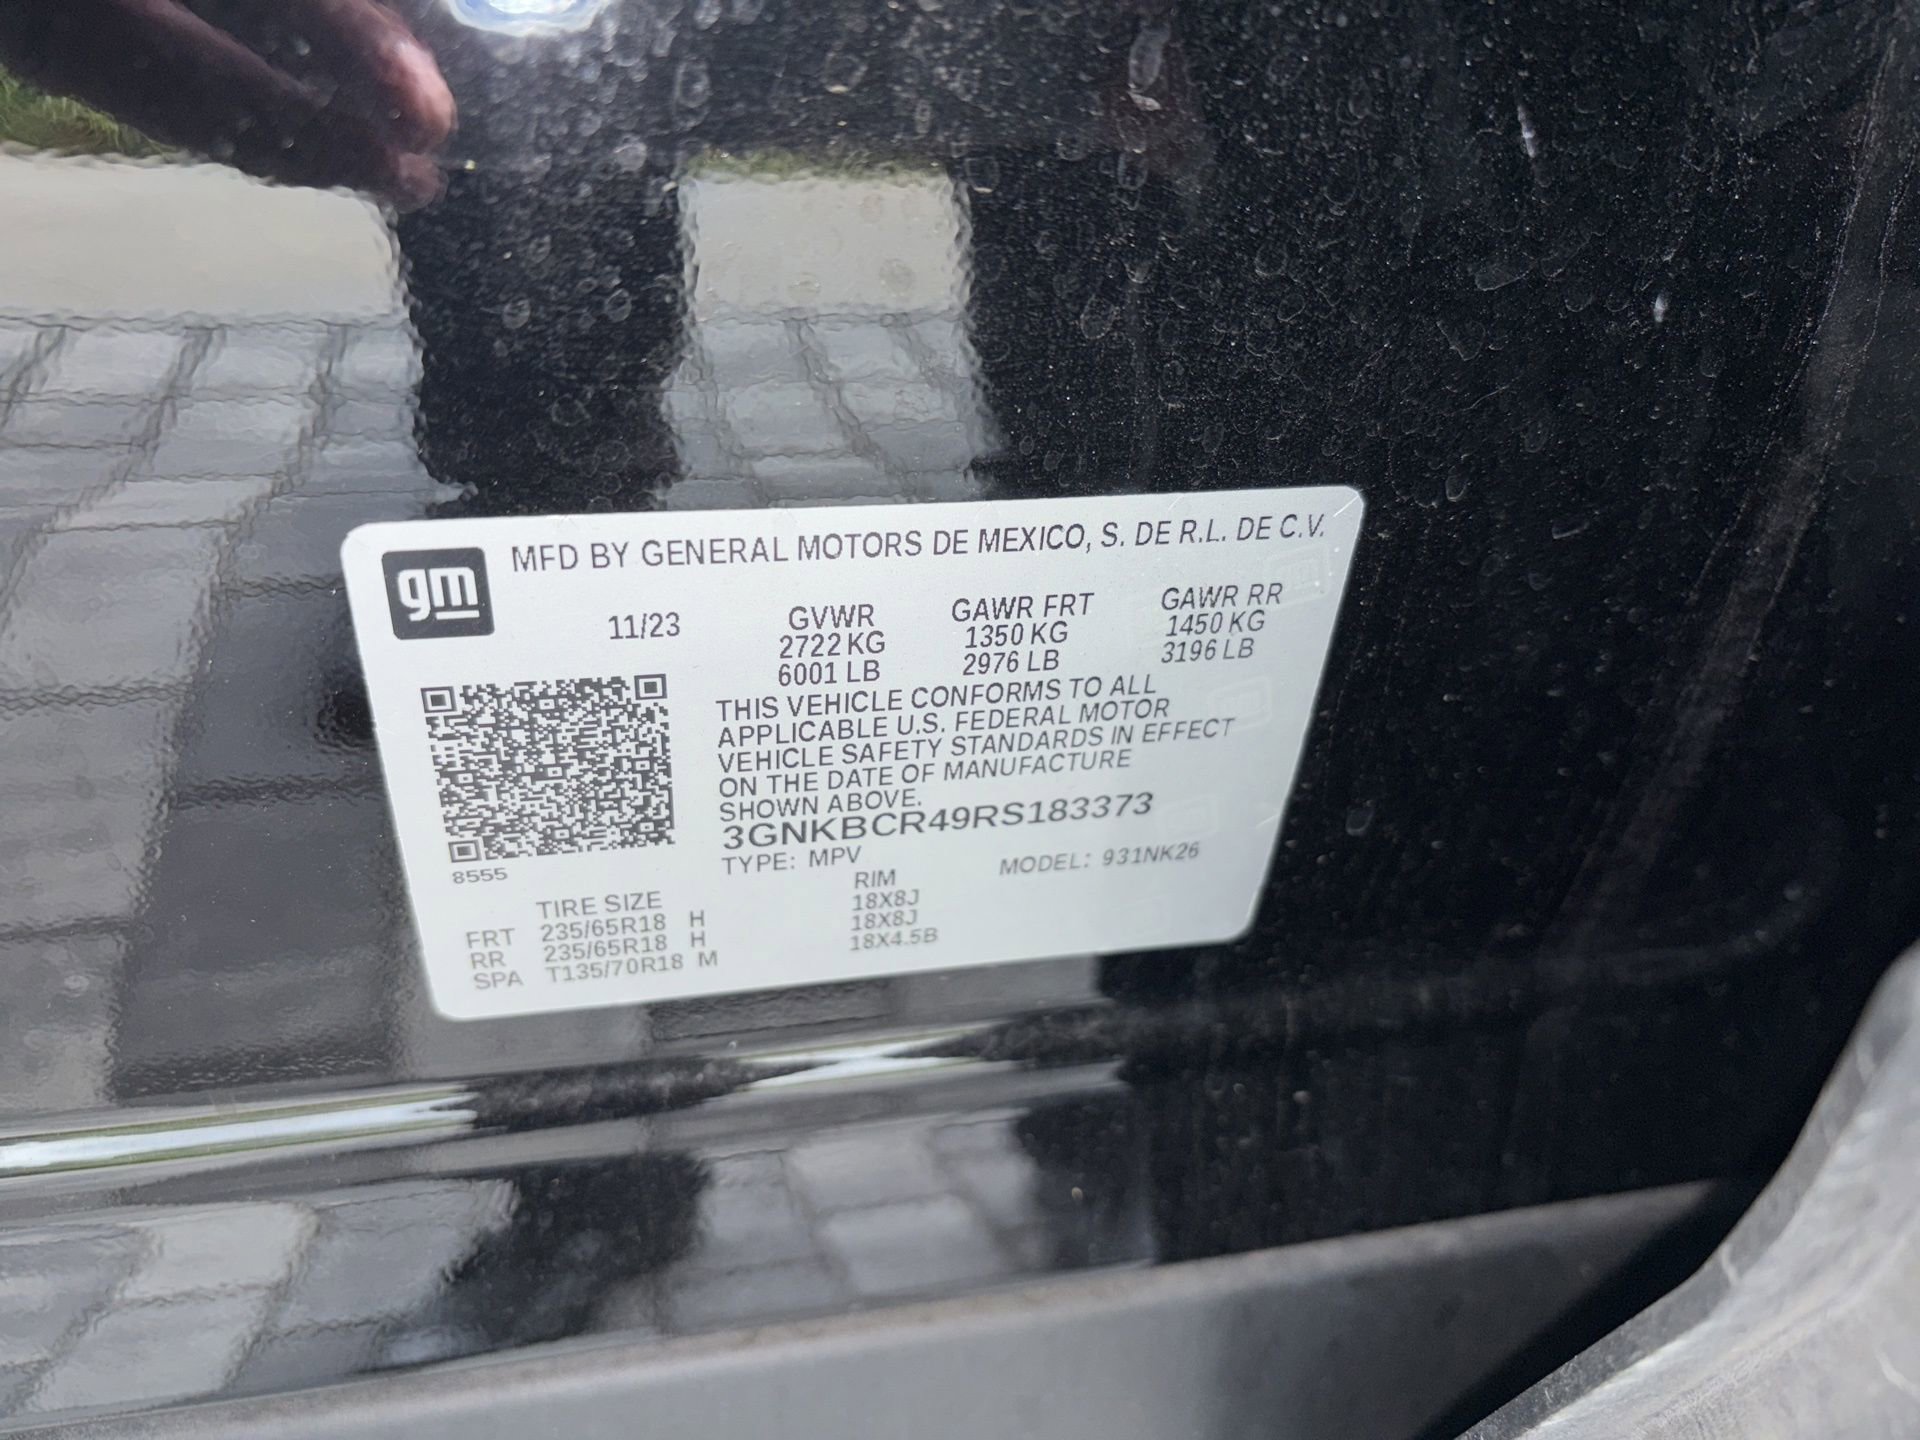 gm
MFD BY GENERAL MOTORS DE MEXICO, S. DE R.L. DE C.V.
11/23
GVWR GAWR FRT GAWR RR
2722 KG 1350 KG 1450 KG
6001 LB 2976 LB 3196 LB
THIS VEHICLE CONFORMS TO ALL
APPLICABLE U.S. FEDERAL MOTOR
VEHICLE SAFETY STANDARDS IN EFFECT
ON THE DATE OF MANUFACTURE
SHOWN ABOVE.
3GNKBCR49RS183373
TYPE: MPV MODEL: 931NK26
8555
TIRE SIZE RIM
FRT 235/65R18 H 18X8J
RR 235/65R18 H 18X8J
SPA T135/70R18 M 18X4.5B